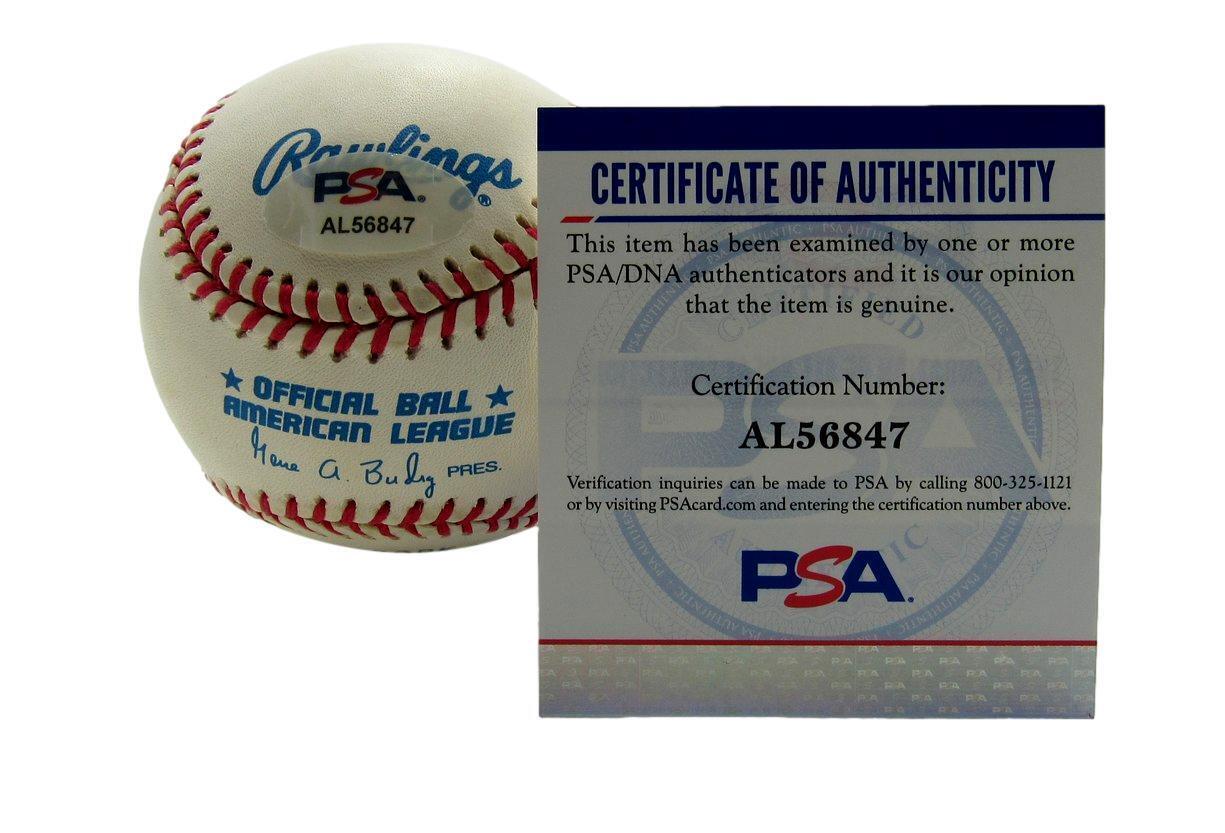 Rawlings
PSA
AL56847
OFFICIAL BALL
AMERICAN LEAGUE
Gene A. Budig PRES.
CERTIFICATE OF AUTHENTICITY
This item has been examined by one or more
PSA/DNA authenticators and it is our opinion
that the item is genuine.
Certification Number:
AL56847
Verification inquiries can be made to PSA by calling 800-325-1121
or by visiting PSAcard.com and entering the certification number above.
PSA